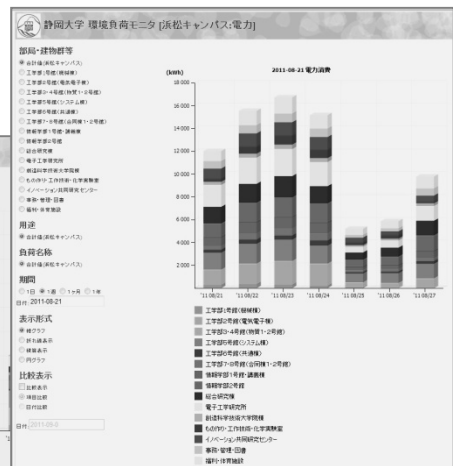 静岡大学 環境負荷モニタ [浜松キャンパス:電力]
部局・建物群等
合計値(浜松キャンパス)
工学部1号館(機械棟)
工学部2号館(電気電子棟)
工学部3・4号館(物質1・2号館)
工学部5号館(システム棟)
工学部6号館(共通棟)
工学部7・8号館(合同棟1・2号館)
情報学部1号館・講義棟
情報学部2号館
総合研究棟
電子工学研究所
創造科学技術大学院棟
もの作り・工作技術・化学実験室
イノベーション共同研究センター
事務・管理・図書
福利・体育施設
用途
合計値(浜松キャンパス)
負荷名称
合計値(浜松キャンパス)
期間
1日 1週 1ヶ月 1年
日付: 2011-08-21
表示形式
縦グラフ
折れ線表示
積算表示
円グラフ
比較表示
比較表示
項目比較
日付比較
日付:
(kWh)
2011-08-21 電力消費
18 000
16 000
14 000
12 000
10 000
8 000
6 000
4 000
2 000
'11 08/21 '11 08/22 '11 08/23 '11 08/24 '11 08/25 '11 08/26 '11 08/27
工学部1号館(機械棟)
工学部2号館(電気電子棟)
工学部3・4号館(物質1・2号館)
工学部5号館(システム棟)
工学部6号館(共通棟)
工学部7・8号館(合同棟1・2号館)
情報学部1号館・講義棟
情報学部2号館
総合研究棟
電子工学研究所
創造科学技術大学院棟
もの作り・工作技術・化学実験室
イノベーション共同研究センター
事務・管理・図書
福利・体育施設